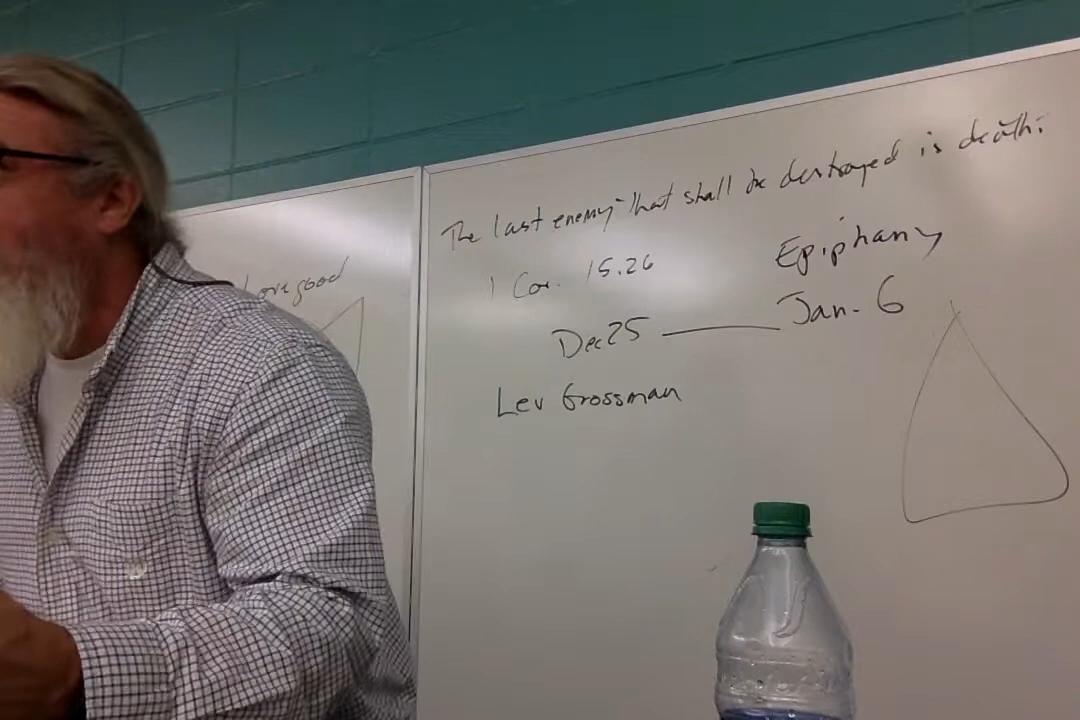 The last enemy that shall be destroyed is death.
1 Cor. 15.26
Epiphany
Dec 25 — Jan. 6
Lev Grossman
Lovegood